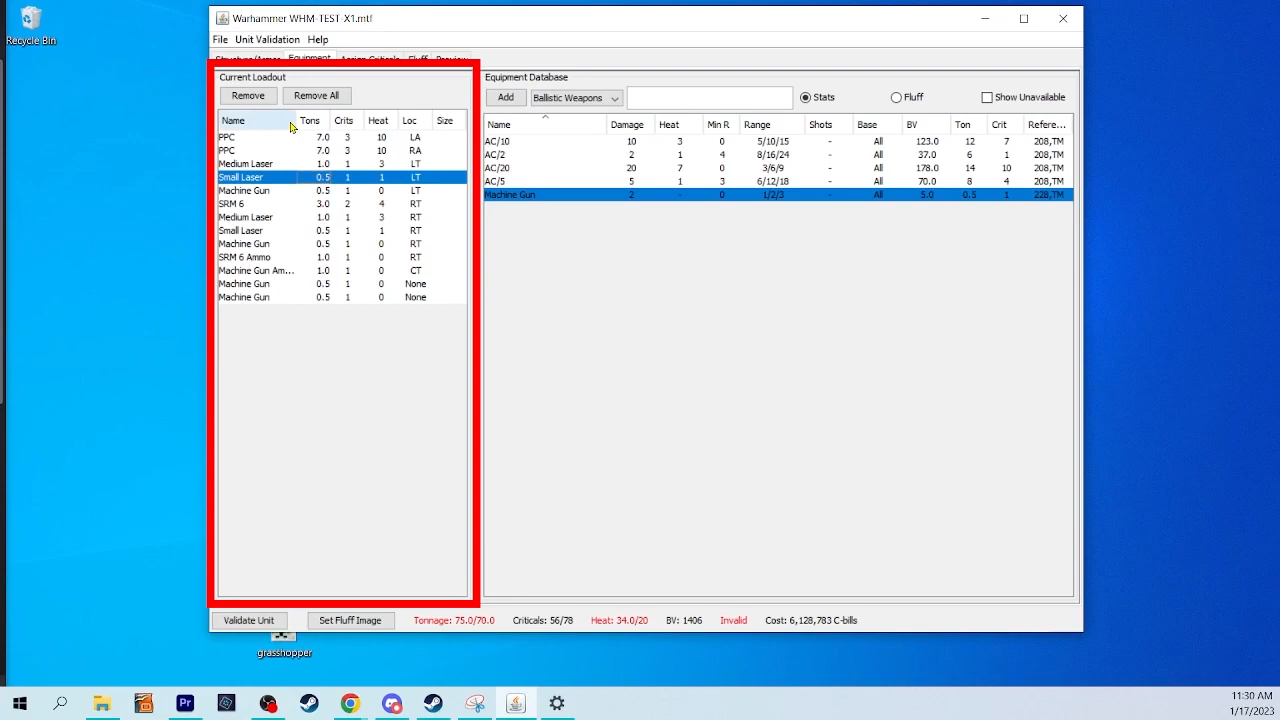 Recycle Bin
Warhammer WHM-TEST-X1.mtf
File Unit Validation Help
Structure/Armor Equipment Assign Criticals Fluff Preview
Current Loadout
Remove Remove All
Name Tons Crits Heat Loc Size
PPC 7.0 3 10 LA
PPC 7.0 3 10 RA
Medium Laser 1.0 1 3 LT
Small Laser 0.5 1 1 LT
Machine Gun 0.5 1 0 LT
SRM 6 3.0 2 4 RT
Medium Laser 1.0 1 3 RT
Small Laser 0.5 1 1 RT
Machine Gun 0.5 1 0 RT
SRM 6 Ammo 1.0 1 0 RT
Machine Gun Am... 1.0 1 0 CT
Machine Gun 0.5 1 0 None
Machine Gun 0.5 1 0 None
Equipment Database
Add Ballistic Weapons Stats Fluff Show Unavailable
Name Damage Heat Min R Range Shots Base BV Ton Crit Refere...
AC/10 10 3 0 5/10/15 - All 123.0 12 7 208,TM
AC/2 2 1 4 8/16/24 - All 37.0 6 1 208,TM
AC/20 20 7 0 3/6/9 - All 178.0 14 10 208,TM
AC/5 5 1 3 6/12/18 - All 70.0 8 4 208,TM
Machine Gun 2 - 0 1/2/3 - All 5.0 0.5 1 228,TM
Validate Unit Set Fluff Image Tonnage: 75.0/70.0 Criticals: 56/78 Heat: 34.0/20 BV: 1406 Invalid Cost: 6,128,783 C-bills
grasshopper
Pr
11:30 AM
1/17/2023